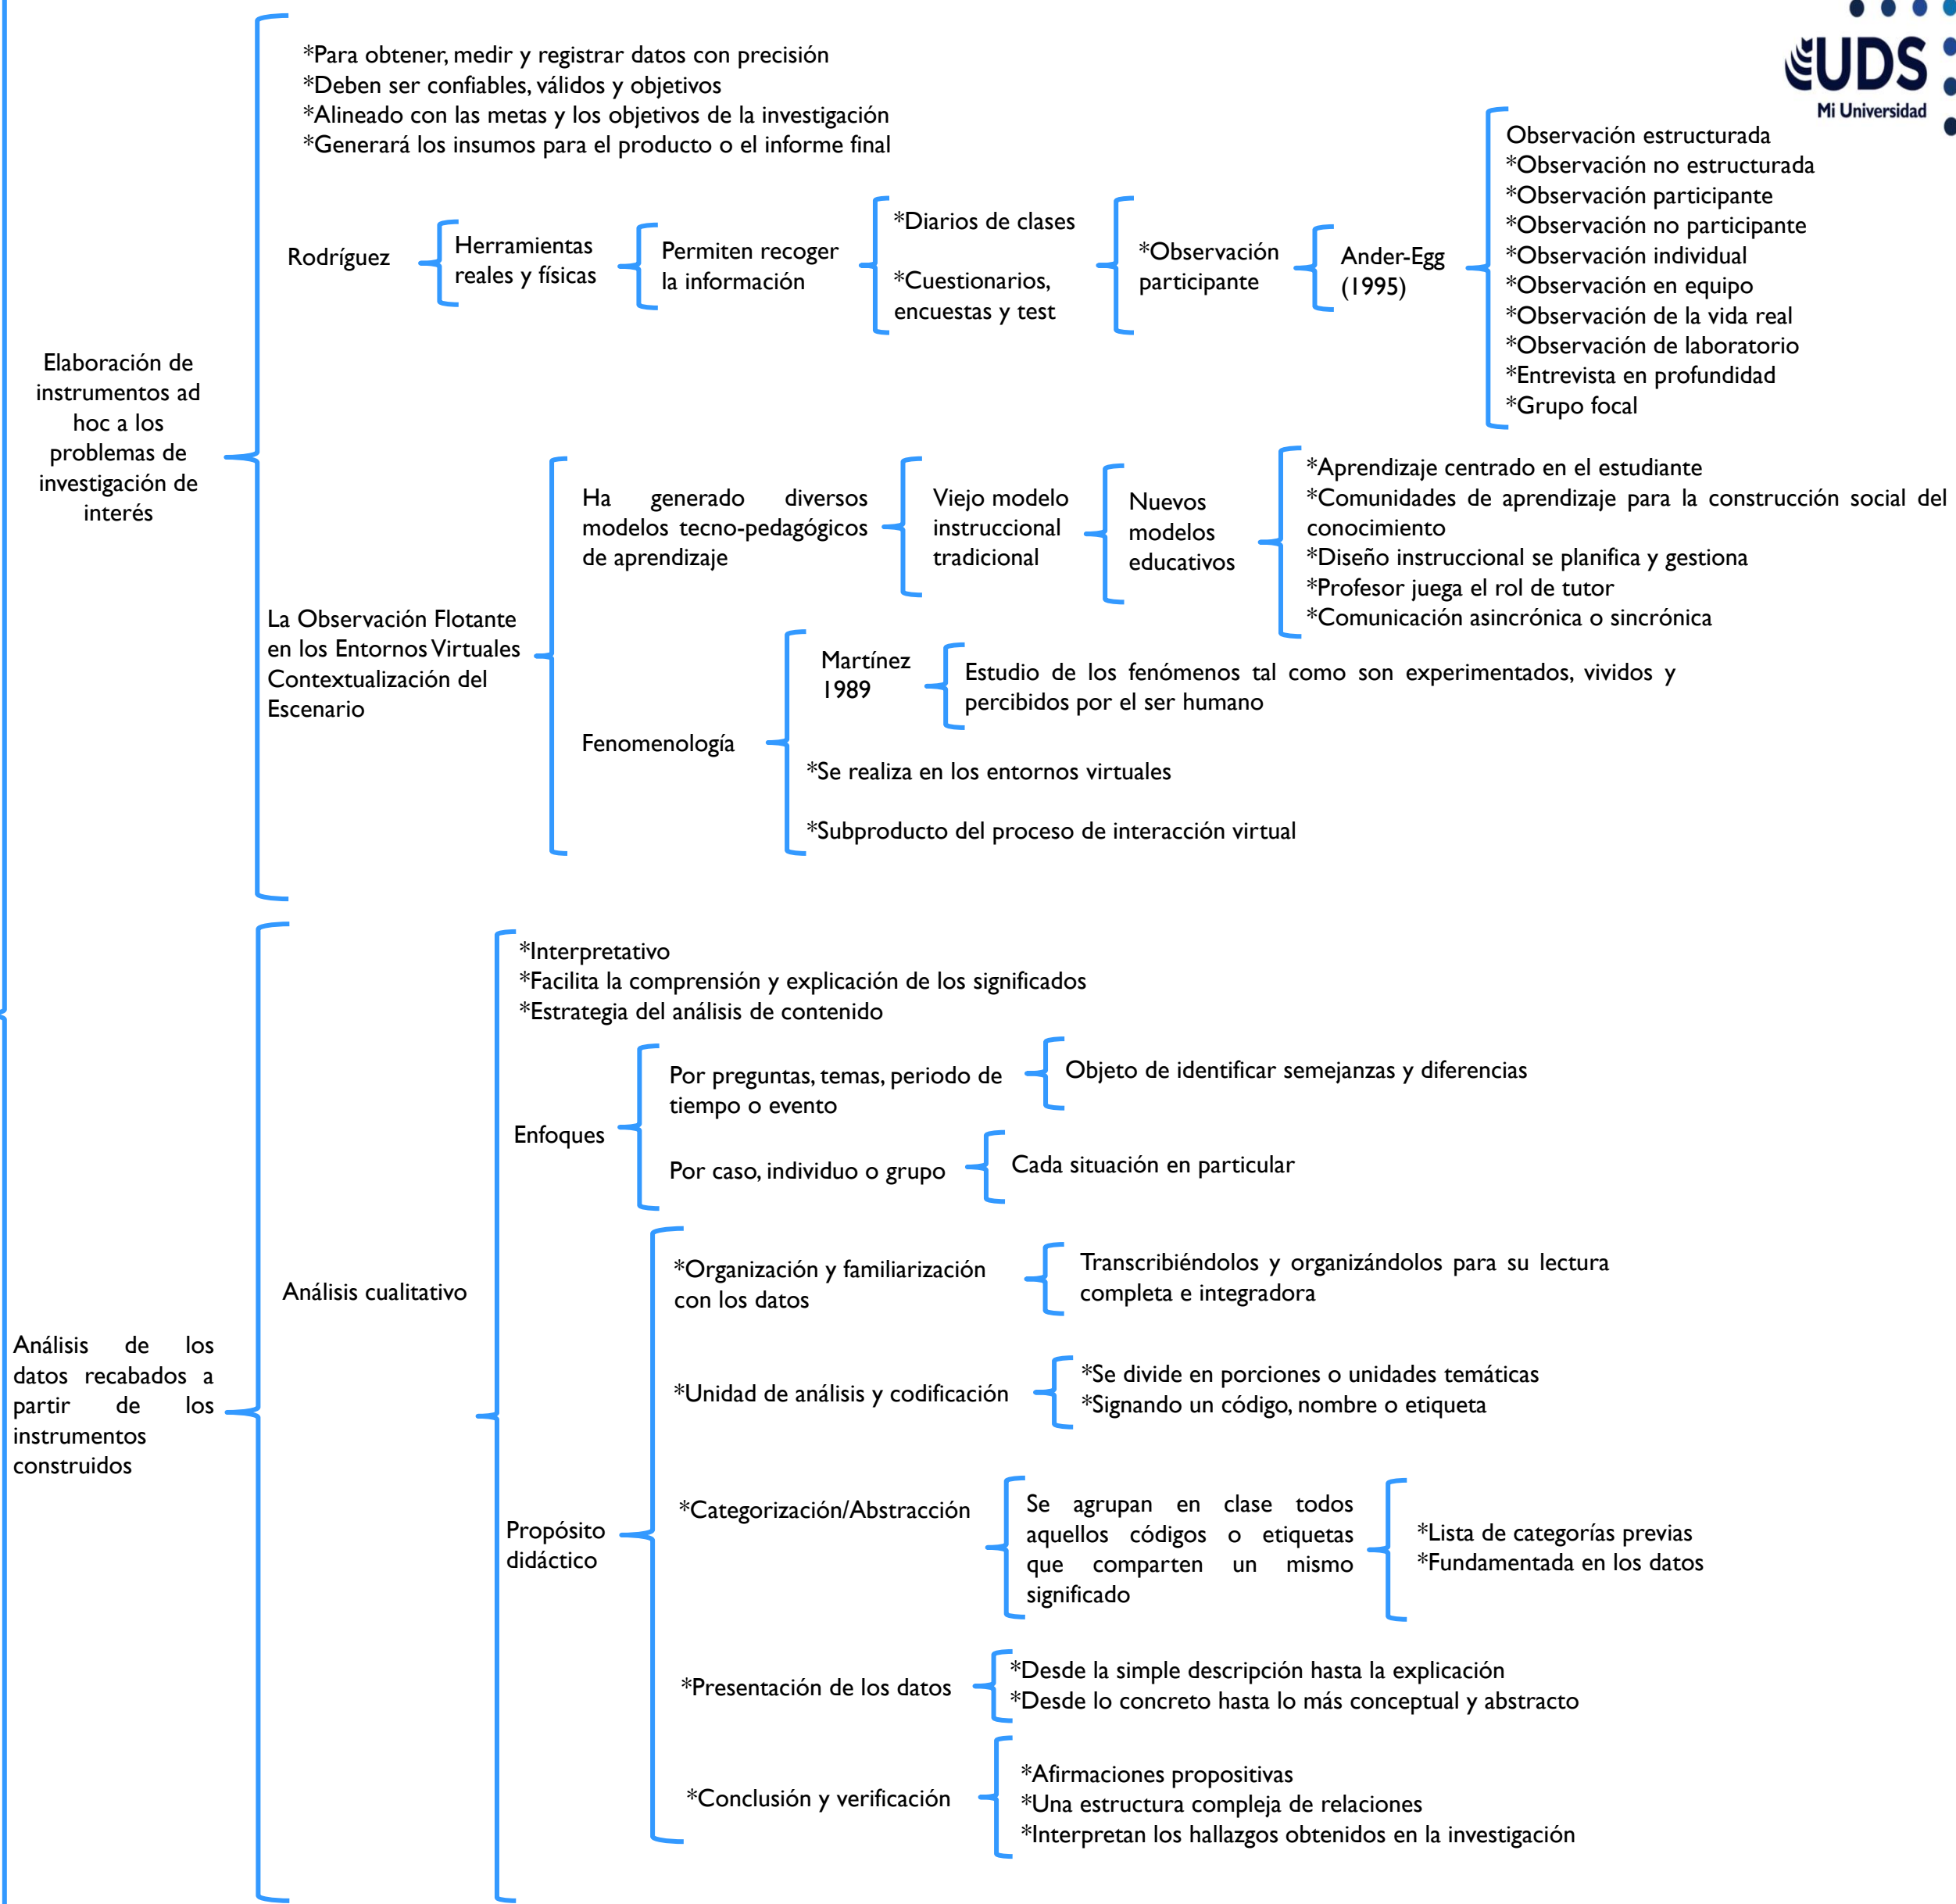 UDS
Mi Universidad
*Para obtener, medir y registrar datos con precisión
*Deben ser confiables, válidos y objetivos
*Alineado con las metas y los objetivos de la investigación
*Generará los insumos para el producto o el informe final
Elaboración de
instrumentos ad
hoc a los
problemas de
investigación de
interés
Rodríguez
Herramientas
reales y físicas
Permiten recoger
la información
*Diarios de clases
*Cuestionarios,
encuestas y test
*Observación
participante
Ander-Egg
(1995)
Observación estructurada
*Observación no estructurada
*Observación participante
*Observación no participante
*Observación individual
*Observación en equipo
*Observación de la vida real
*Observación de laboratorio
*Entrevista en profundidad
*Grupo focal
La Observación Flotante
en los Entornos Virtuales
Contextualización del
Escenario
Ha generado diversos
modelos tecno-pedagógicos
de aprendizaje
Viejo modelo
instruccional
tradicional
Nuevos
modelos
educativos
*Aprendizaje centrado en el estudiante
*Comunidades de aprendizaje para la construcción social del
conocimiento
*Diseño instruccional se planifica y gestiona
*Profesor juega el rol de tutor
*Comunicación asincrónica o sincrónica
Fenomenología
Martínez
1989
Estudio de los fenómenos tal como son experimentados, vividos y
percibidos por el ser humano
*Se realiza en los entornos virtuales
*Subproducto del proceso de interacción virtual
Análisis de los
datos recabados a
partir de los
instrumentos
construidos
Análisis cualitativo
*Interpretativo
*Facilita la comprensión y explicación de los significados
*Estrategia del análisis de contenido
Enfoques
Por preguntas, temas, periodo de
tiempo o evento
Objeto de identificar semejanzas y diferencias
Por caso, individuo o grupo
Cada situación en particular
Propósito
didáctico
*Organización y familiarización
con los datos
Transcribiéndolos y organizándolos para su lectura
completa e integradora
*Unidad de análisis y codificación
*Se divide en porciones o unidades temáticas
*Signando un código, nombre o etiqueta
*Categorización/Abstracción
Se agrupan en clase todos
aquellos códigos o etiquetas
que comparten un mismo
significado
*Lista de categorías previas
*Fundamentada en los datos
*Presentación de los datos
*Desde la simple descripción hasta la explicación
*Desde lo concreto hasta lo más conceptual y abstracto
*Conclusión y verificación
*Afirmaciones propositivas
*Una estructura compleja de relaciones
*Interpretan los hallazgos obtenidos en la investigación